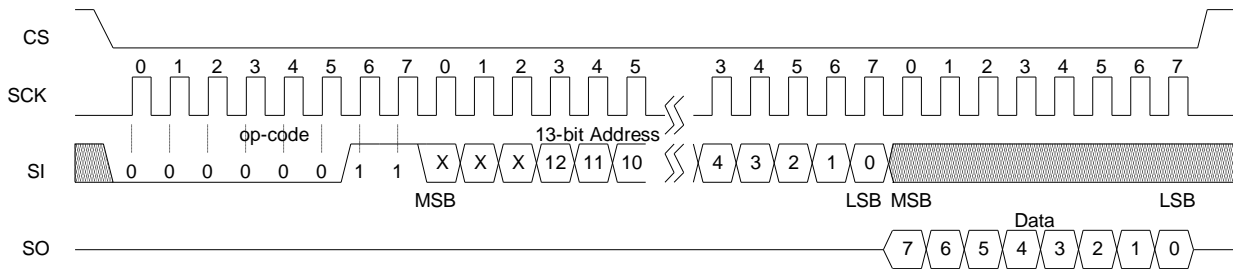 CS
0 1 2 3 4 5 6 7 0 1 2 3 4 5 3 4 5 6 7 0 1 2 3 4 5 6 7
SCK
op-code 13-bit Address
SI 0 0 0 0 0 0 1 1 X X X 12 11 10 4 3 2 1 0
MSB LSB MSB LSB
Data
SO 7 6 5 4 3 2 1 0